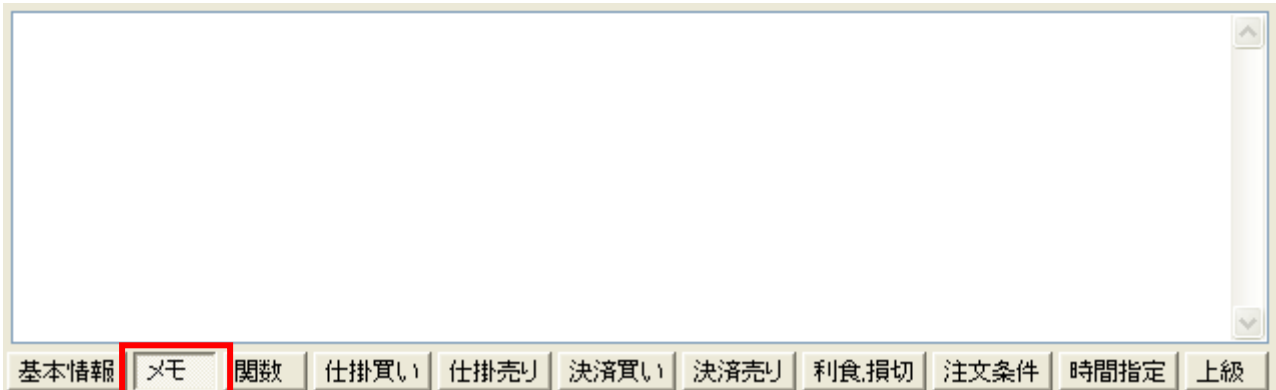 基本情報 メモ 関数 仕掛買い 仕掛売り 決済買い 決済売り 利食,損切 注文条件 時間指定 上級